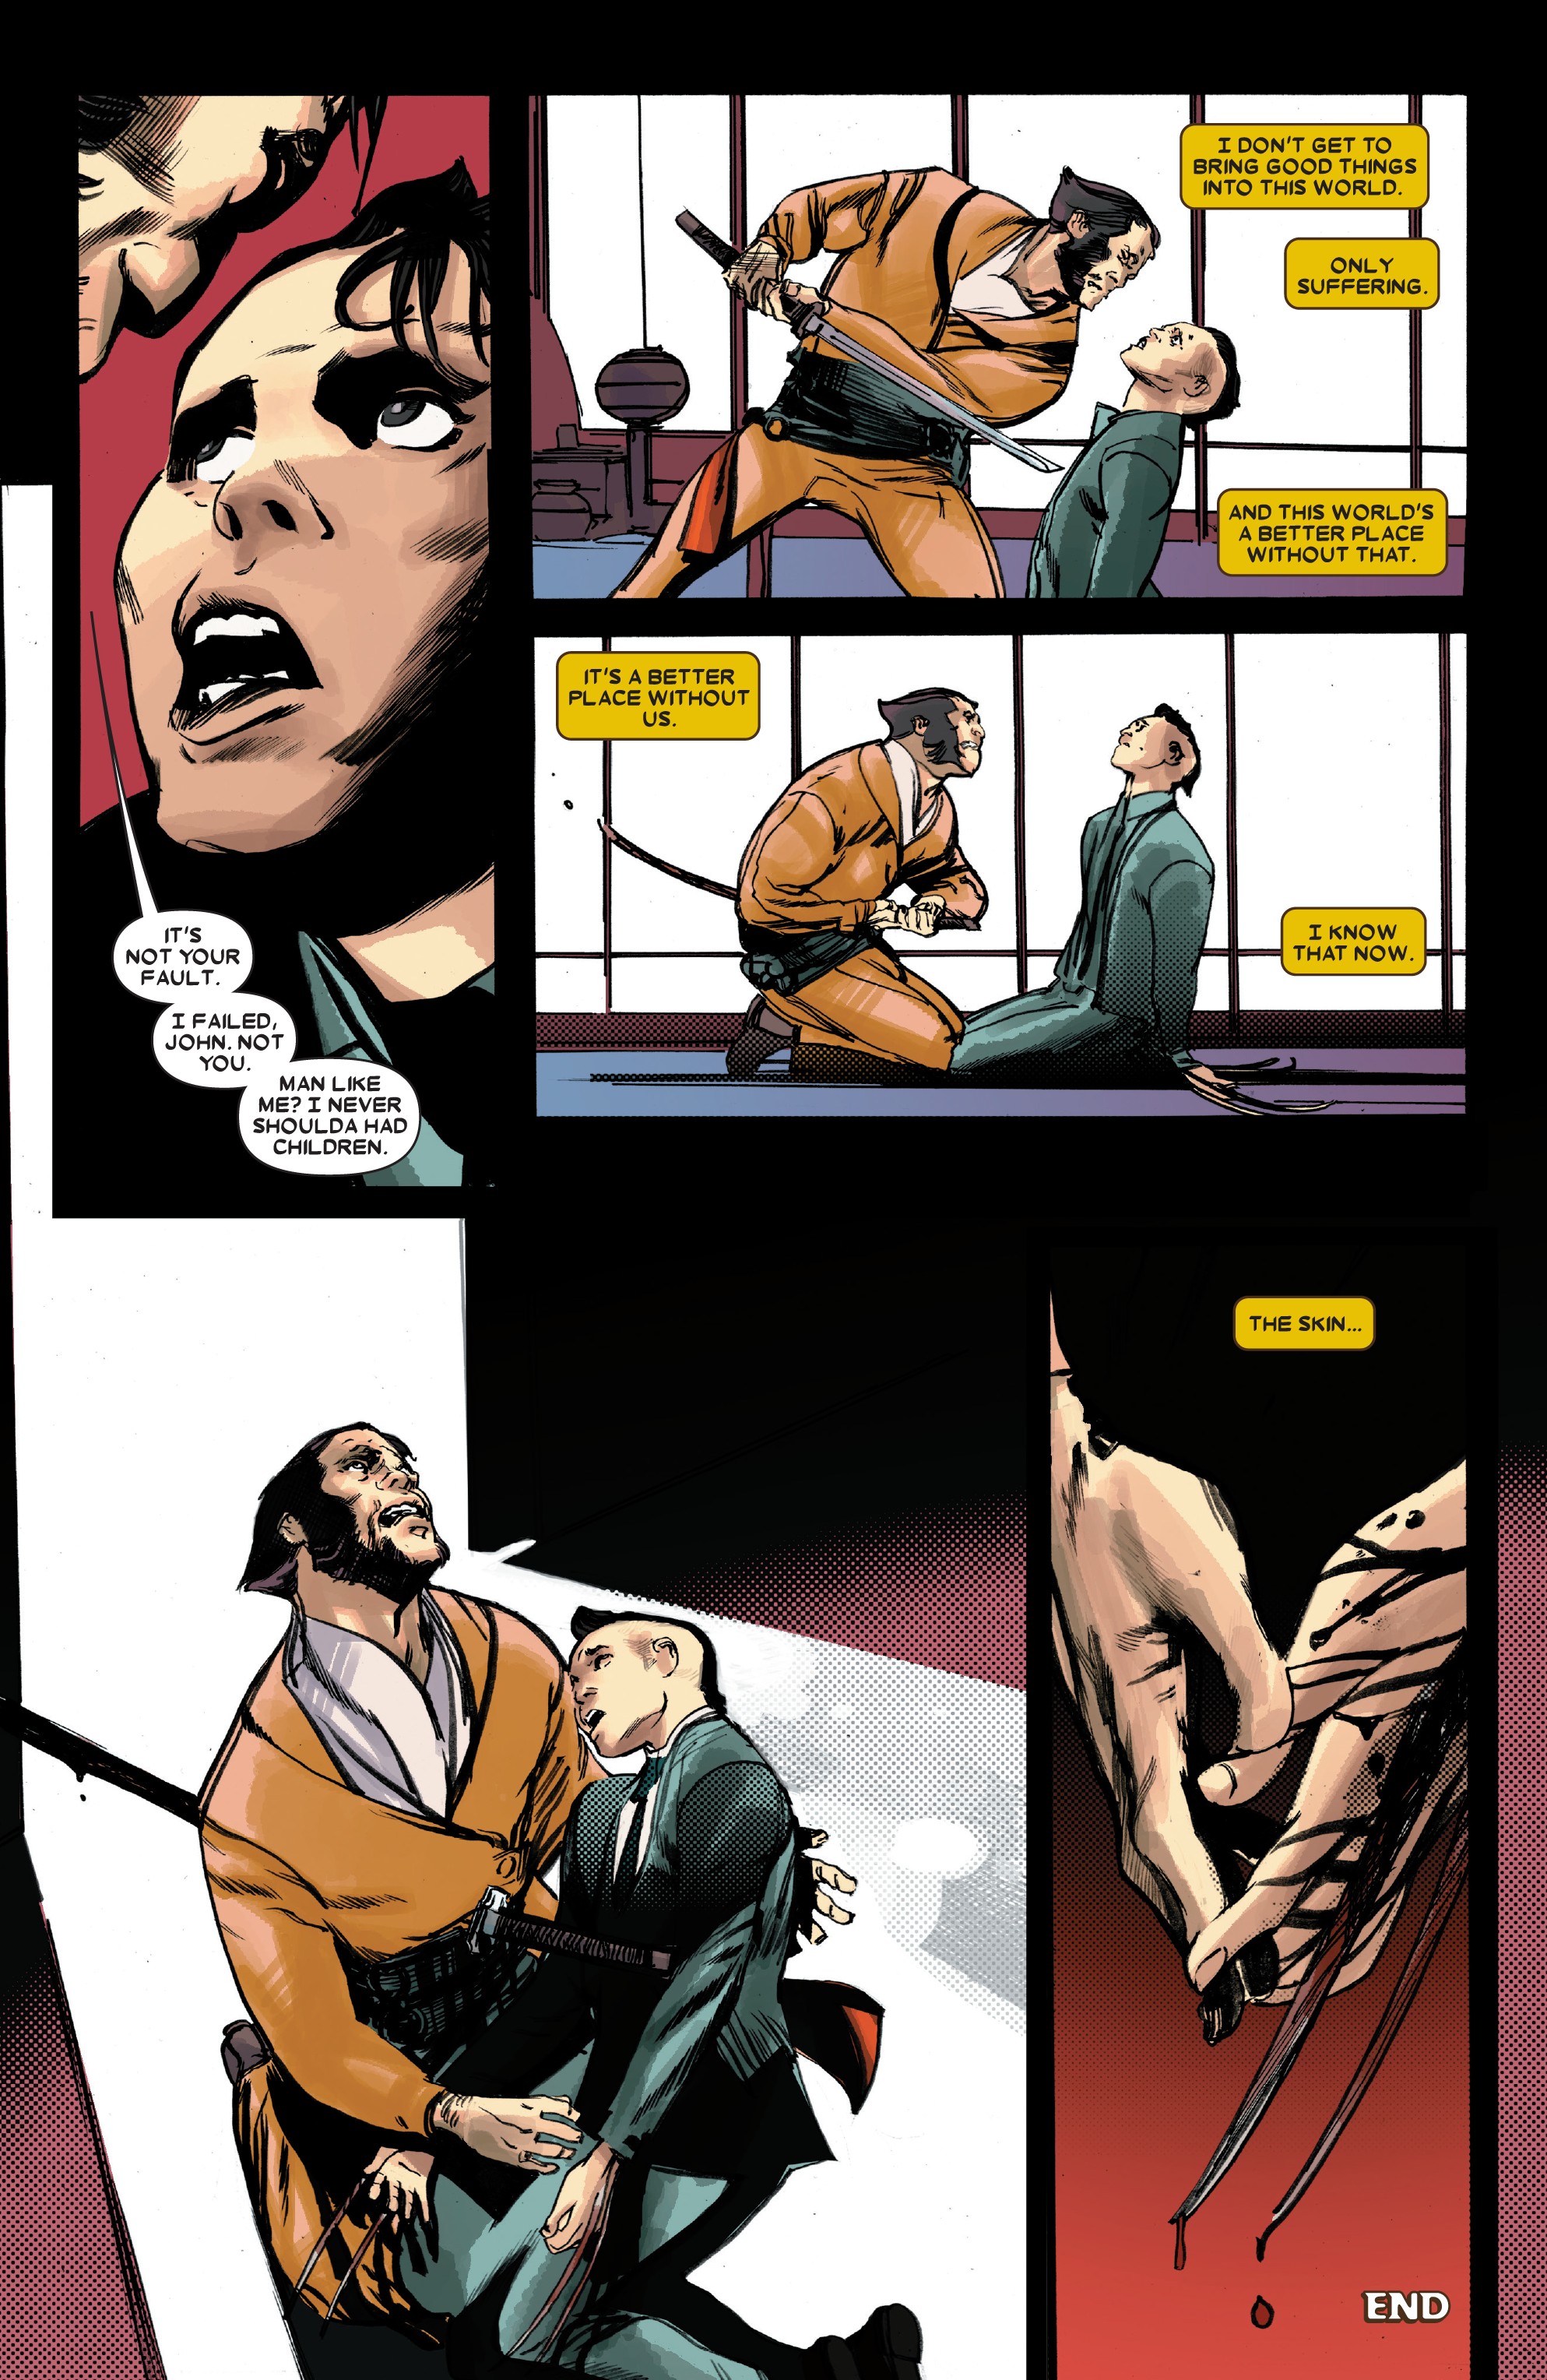 IT'S
NOT YOUR
FAULT.
I FAILED,
JOHN. NOT
YOU.
MAN LIKE
ME? I NEVER
SHOULDA HAD
CHILDREN.
I DON'T GET TO
BRING GOOD THINGS
INTO THIS WORLD.
ONLY
SUFFERING.
AND THIS WORLD'S
A BETTER PLACE
WITHOUT THAT.
IT'S A BETTER
PLACE WITHOUT
US.
I KNOW
THAT NOW.
THE SKIN...
END